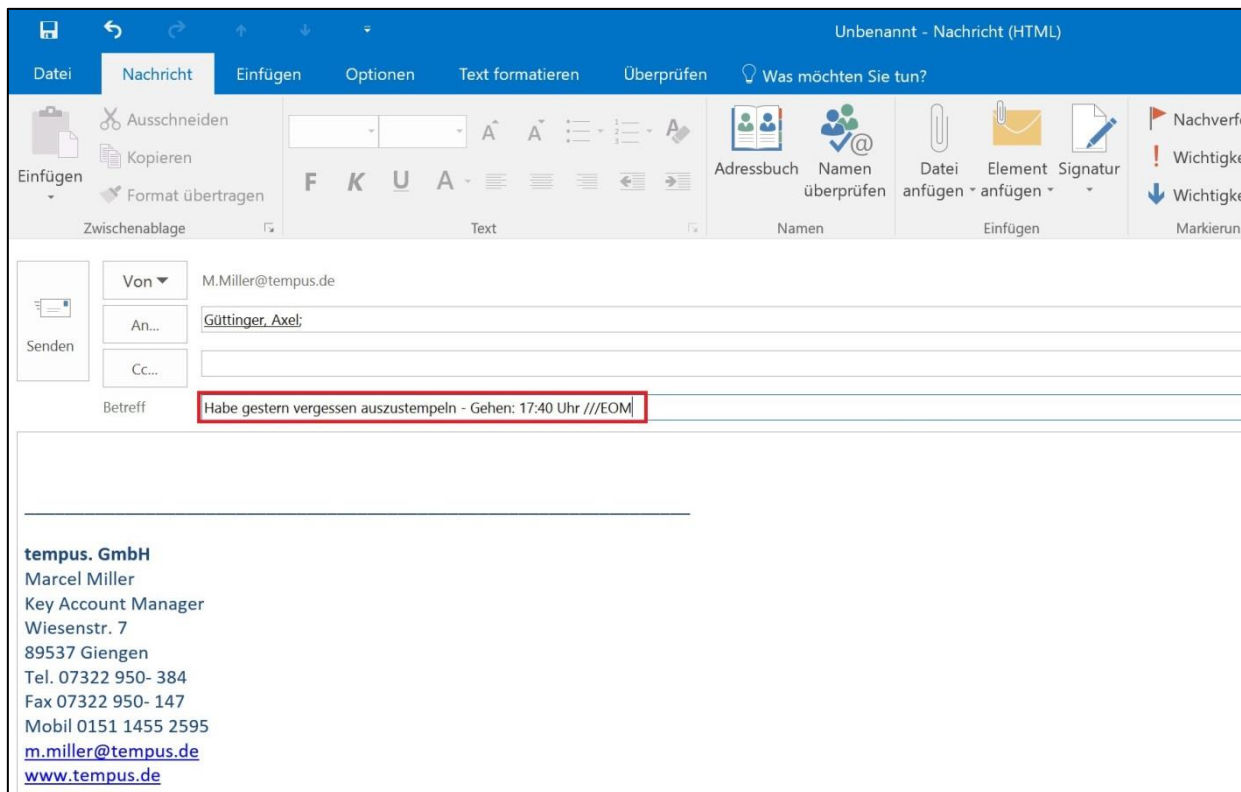 Unbenannt - Nachricht (HTML)
Datei Nachricht Einfügen Optionen Text formatieren Überprüfen Was möchten Sie tun?
Einfügen
Ausschneiden
Kopieren
Format übertragen
Zwischenablage
F K U A
Text
Adressbuch
Namen überprüfen
Namen
Datei anfügen
Element anfügen
Signatur
Einfügen
Nachverf
Wichtigke
Wichtigke
Markierun
Senden
Von M.Miller@tempus.de
An... Güttinger, Axel;
Cc...
Betreff Habe gestern vergessen auszustempeln - Gehen: 17:40 Uhr ///EOM
tempus. GmbH
Marcel Miller
Key Account Manager
Wiesenstr. 7
89537 Giengen
Tel. 07322 950- 384
Fax 07322 950- 147
Mobil 0151 1455 2595
m.miller@tempus.de
www.tempus.de